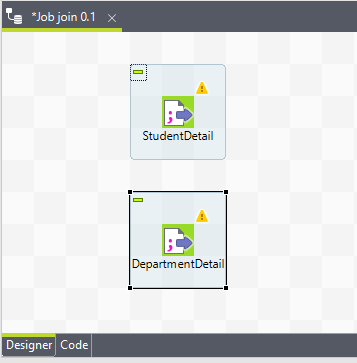 *Job join 0.1
StudentDetail
DepartmentDetail
Designer Code